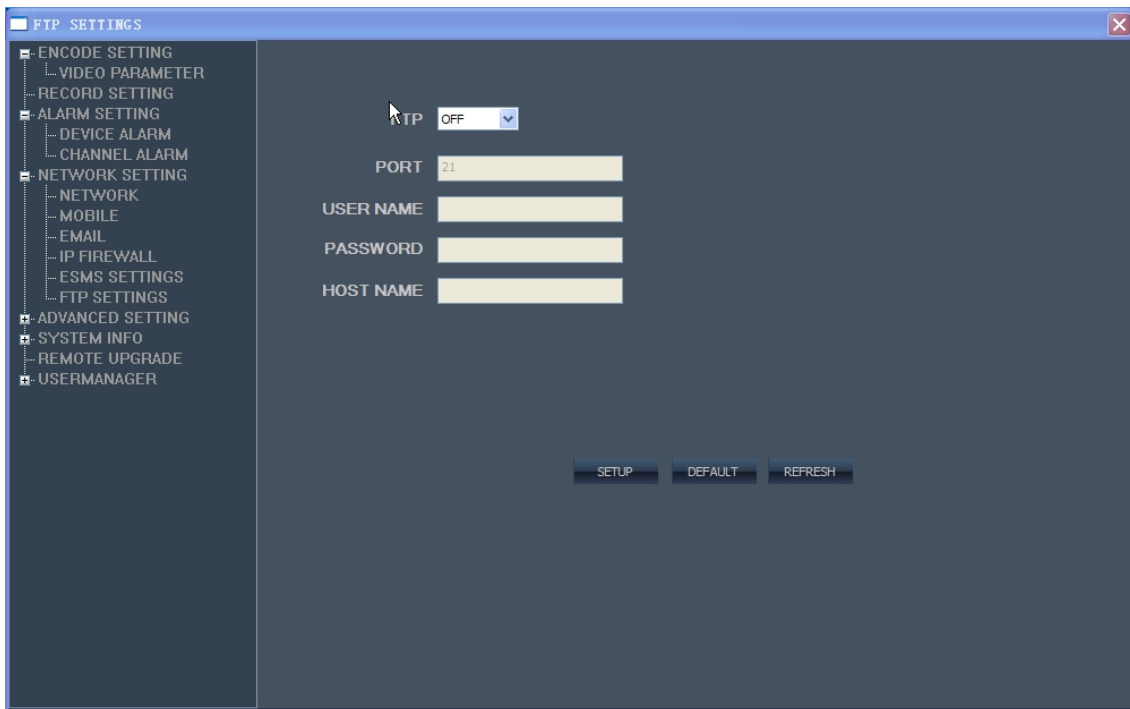 FTP SETTINGS
ENCODE SETTING
VIDEO PARAMETER
RECORD SETTING
ALARM SETTING
DEVICE ALARM
CHANNEL ALARM
NETWORK SETTING
NETWORK
MOBILE
EMAIL
IP FIREWALL
ESMS SETTINGS
FTP SETTINGS
ADVANCED SETTING
SYSTEM INFO
REMOTE UPGRADE
USERMANAGER
FTP OFF
PORT 21
USER NAME
PASSWORD
HOST NAME
SETUP DEFAULT REFRESH